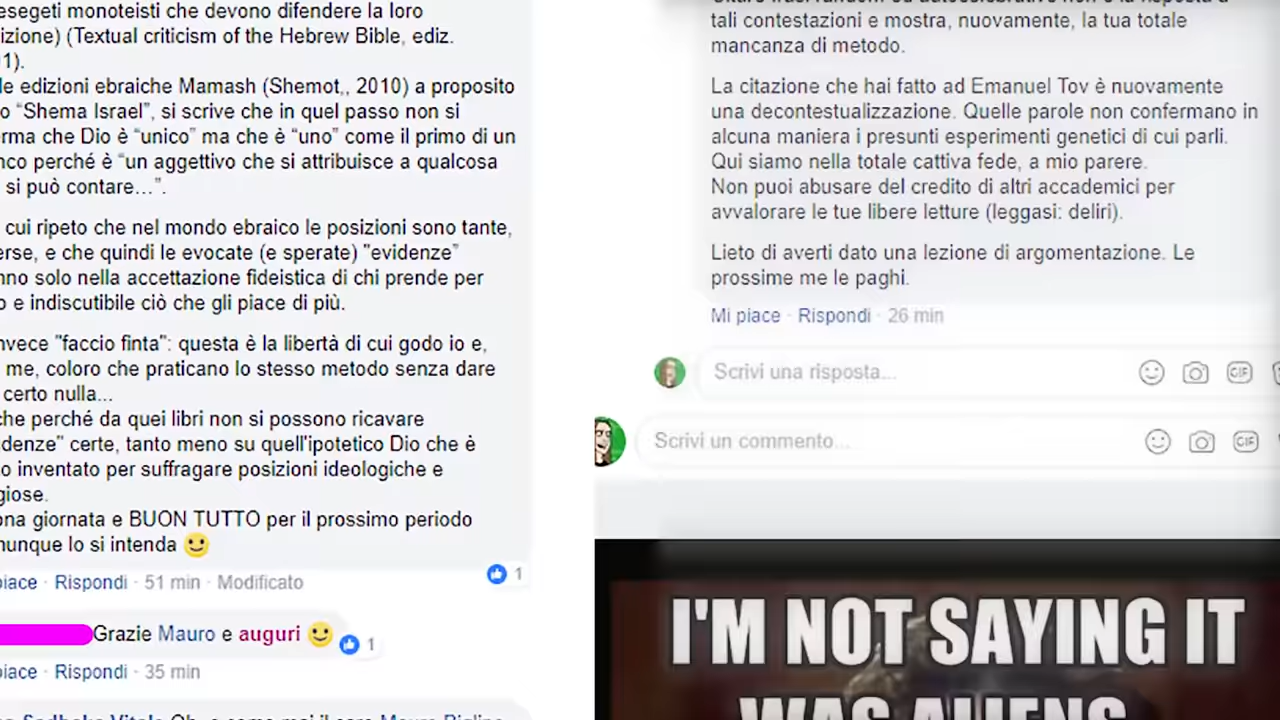 esegeti monoteisti che devono difendere la loro
izione) (Textual criticism of the Hebrew Bible, ediz.
1).
le edizioni ebraiche Mamash (Shemot,, 2010) a proposito
o “Shema Israel”, si scrive che in quel passo non si
erma che Dio è “unico” ma che è “uno” come il primo di un
nco perché è “un aggettivo che si attribuisce a qualcosa
si può contare…”.
cui ripeto che nel mondo ebraico le posizioni sono tante,
erse, e che quindi le evocate (e sperate) "evidenze"
nno solo nella accettazione fideistica di chi prende per
o e indiscutibile ciò che gli piace di più.
nvece "faccio finta": questa è la libertà di cui godo io e,
me, coloro che praticano lo stesso metodo senza dare
certo nulla...
che perché da quei libri non si possono ricavare
denze" certe, tanto meno su quell'ipotetico Dio che è
o inventato per suffragare posizioni ideologiche e
giose.
ona giornata e BUON TUTTO per il prossimo periodo
nunque lo si intenda 🙂
piace · Rispondi · 51 min · Modificato
1
Grazie Mauro e auguri 🙂
1
piace · Rispondi · 35 min
tali contestazioni e mostra, nuovamente, la tua totale
mancanza di metodo.
La citazione che hai fatto ad Emanuel Tov è nuovamente
una decontestualizzazione. Quelle parole non confermano in
alcuna maniera i presunti esperimenti genetici di cui parli.
Qui siamo nella totale cattiva fede, a mio parere.
Non puoi abusare del credito di altri accademici per
avvalorare le tue libere letture (leggasi: deliri).
Lieto di averti dato una lezione di argomentazione. Le
prossime me le paghi.
Mi piace · Rispondi · 26 min
Scrivi una risposta...
GIF
Scrivi un commento...
GIF
I'M NOT SAYING IT
WAS ALIENS